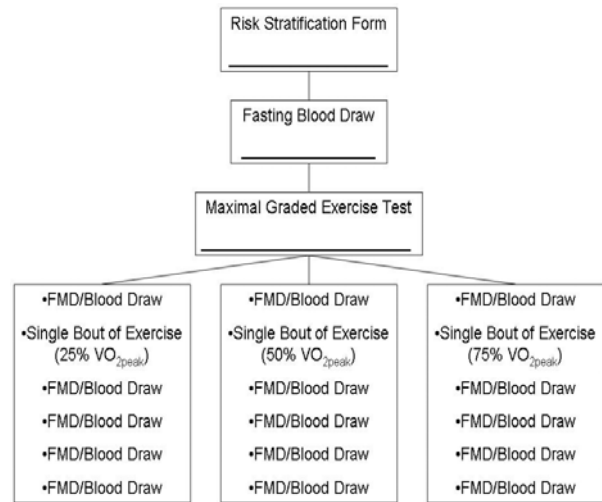 Risk Stratification Form
Fasting Blood Draw
Maximal Graded Exercise Test
•FMD/Blood Draw
•Single Bout of Exercise
(25% VO2peak)
•FMD/Blood Draw
•FMD/Blood Draw
•FMD/Blood Draw
•FMD/Blood Draw
•FMD/Blood Draw
•Single Bout of Exercise
(50% VO2peak)
•FMD/Blood Draw
•FMD/Blood Draw
•FMD/Blood Draw
•FMD/Blood Draw
•FMD/Blood Draw
•Single Bout of Exercise
(75% VO2peak)
•FMD/Blood Draw
•FMD/Blood Draw
•FMD/Blood Draw
•FMD/Blood Draw